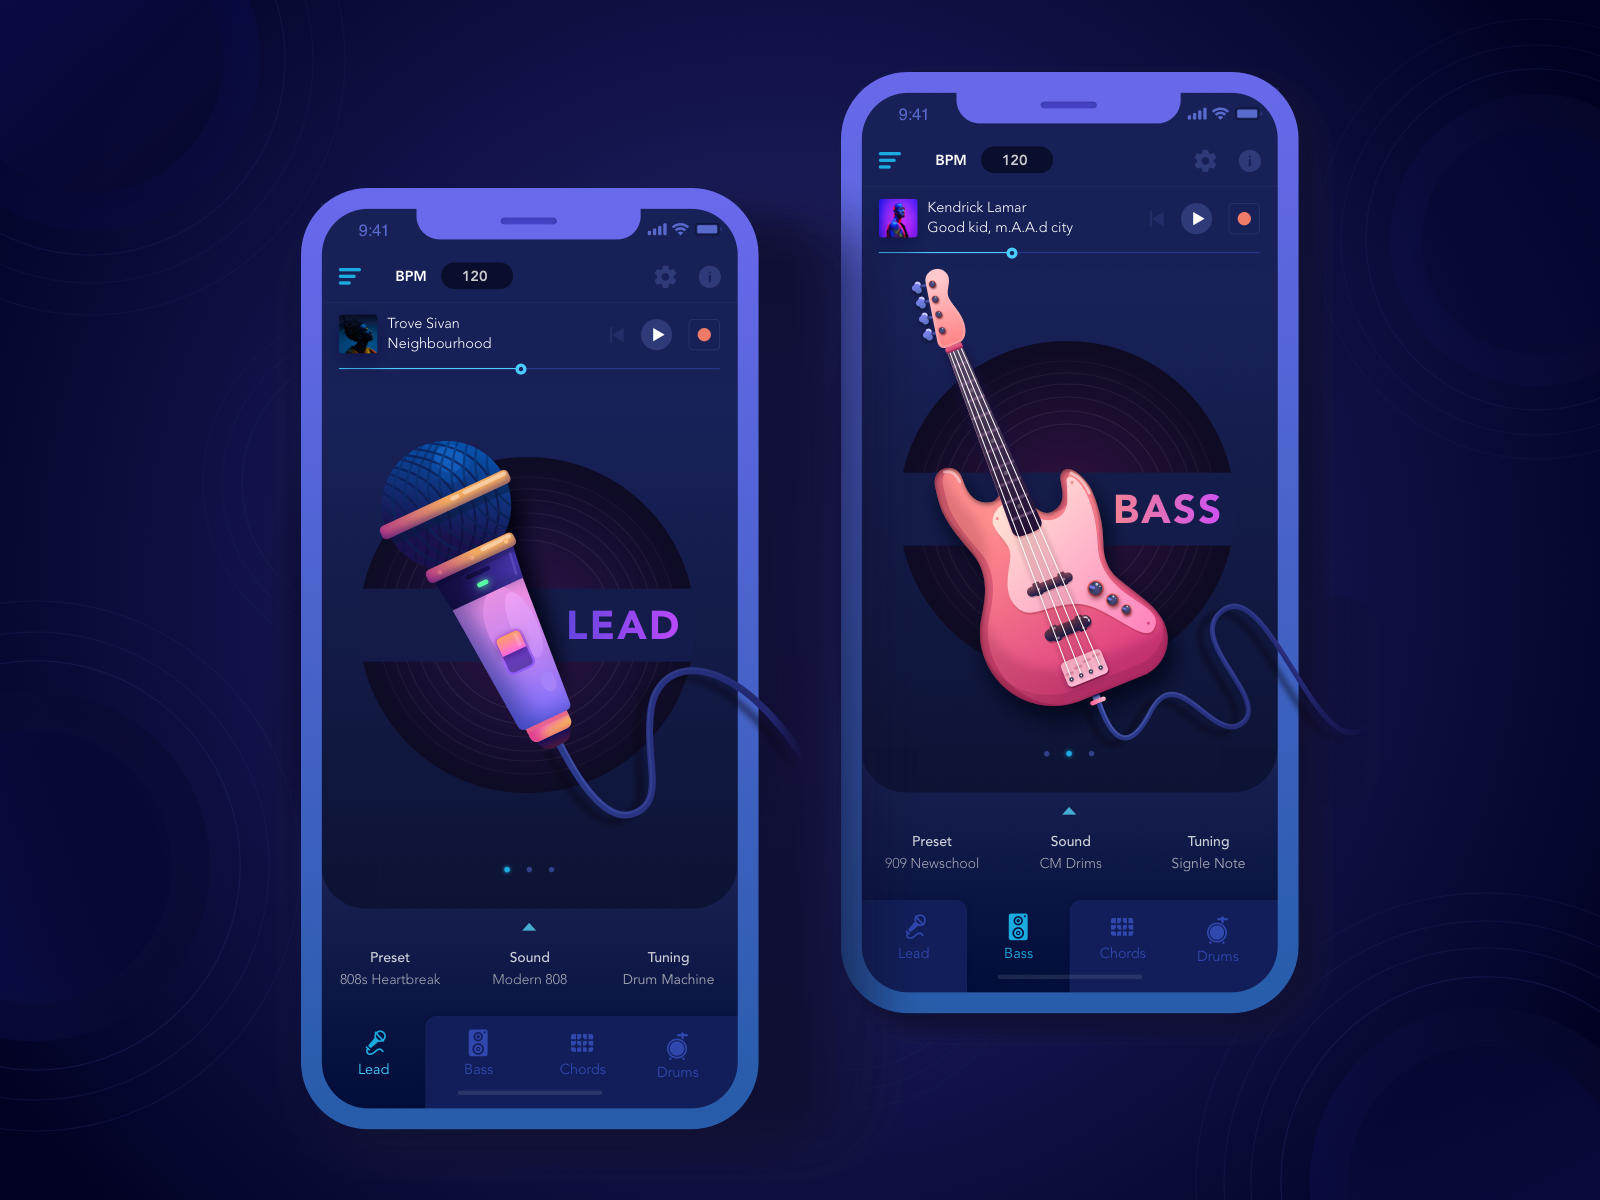 9:41
BPM 120
Trove Sivan
Neighbourhood
LEAD
Preset Sound Tuning
808s Heartbreak Modern 808 Drum Machine
Lead Bass Chords Drums
9:41
BPM 120
Kendrick Lamar
Good kid, m.A.A.d city
BASS
Preset Sound Tuning
909 Newschool CM Drims Signle Note
Lead Bass Chords Drums